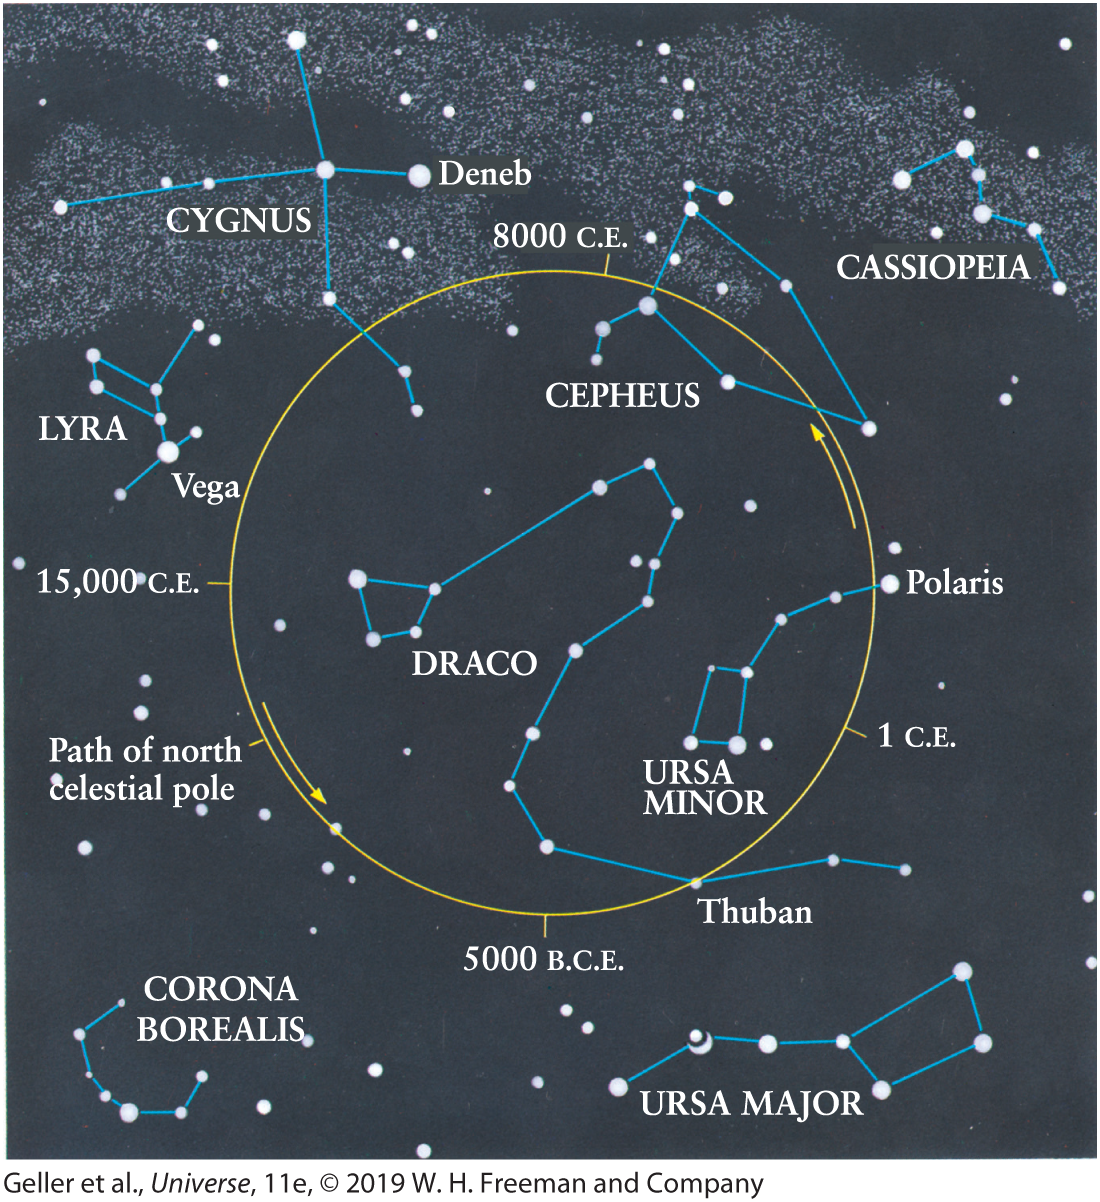 Deneb
CYGNUS
8000 C.E.
CASSIOPEIA
CEPHEUS
LYRA
Vega
15,000 C.E.
Polaris
DRACO
Path of north
celestial pole
1 C.E.
URSA
MINOR
Thuban
5000 B.C.E.
CORONA
BOREALIS
URSA MAJOR
Geller et al., Universe, 11e, © 2019 W. H. Freeman and Company